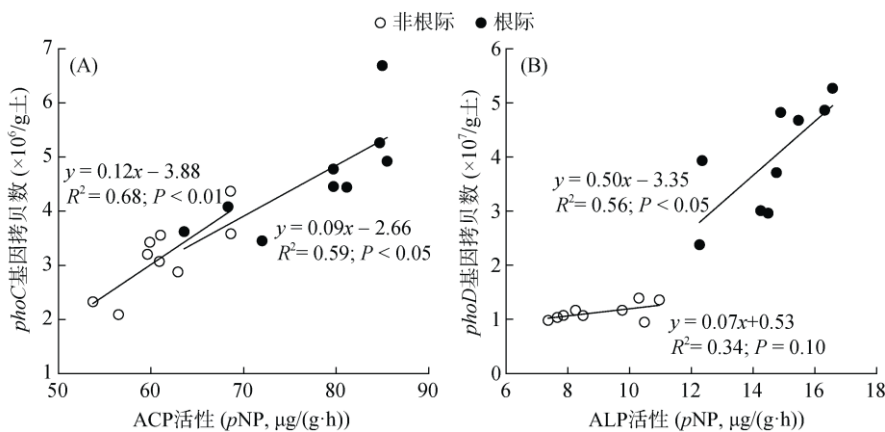 非根际 根际
(A)
phoC基因拷贝数 (×10⁶/g土)
7
6
5
4
3
2
1
y = 0.12x − 3.88
R² = 0.68; P < 0.01
y = 0.09x − 2.66
R² = 0.59; P < 0.05
50 60 70 80 90
ACP活性 (pNP, μg/(g·h))
(B)
phoD基因拷贝数 (×10⁷/g土)
6
5
4
3
2
1
0
y = 0.50x − 3.35
R² = 0.56; P < 0.05
y = 0.07x+0.53
R² = 0.34; P = 0.10
6 8 10 12 14 16 18
ALP活性 (pNP, μg/(g·h))